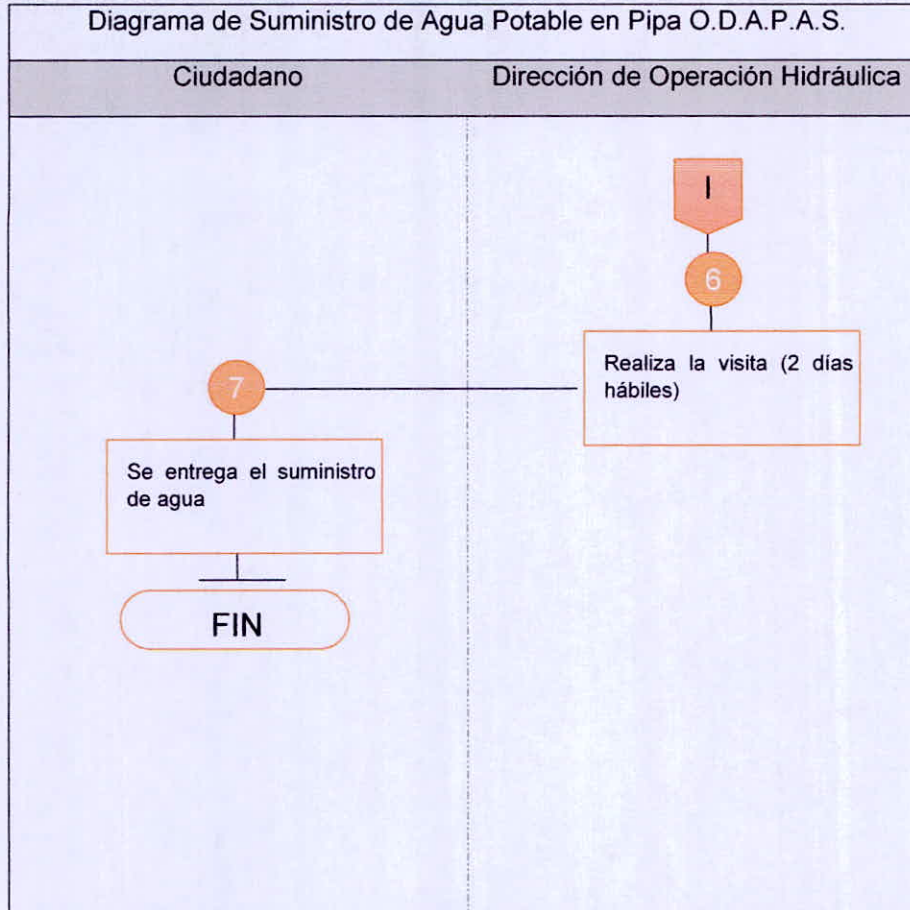 Diagrama de Suministro de Agua Potable en Pipa O.D.A.P.A.S.
Ciudadano
Dirección de Operación Hidráulica
I
6
Realiza la visita (2 días
hábiles)
7
Se entrega el suministro
de agua
FIN